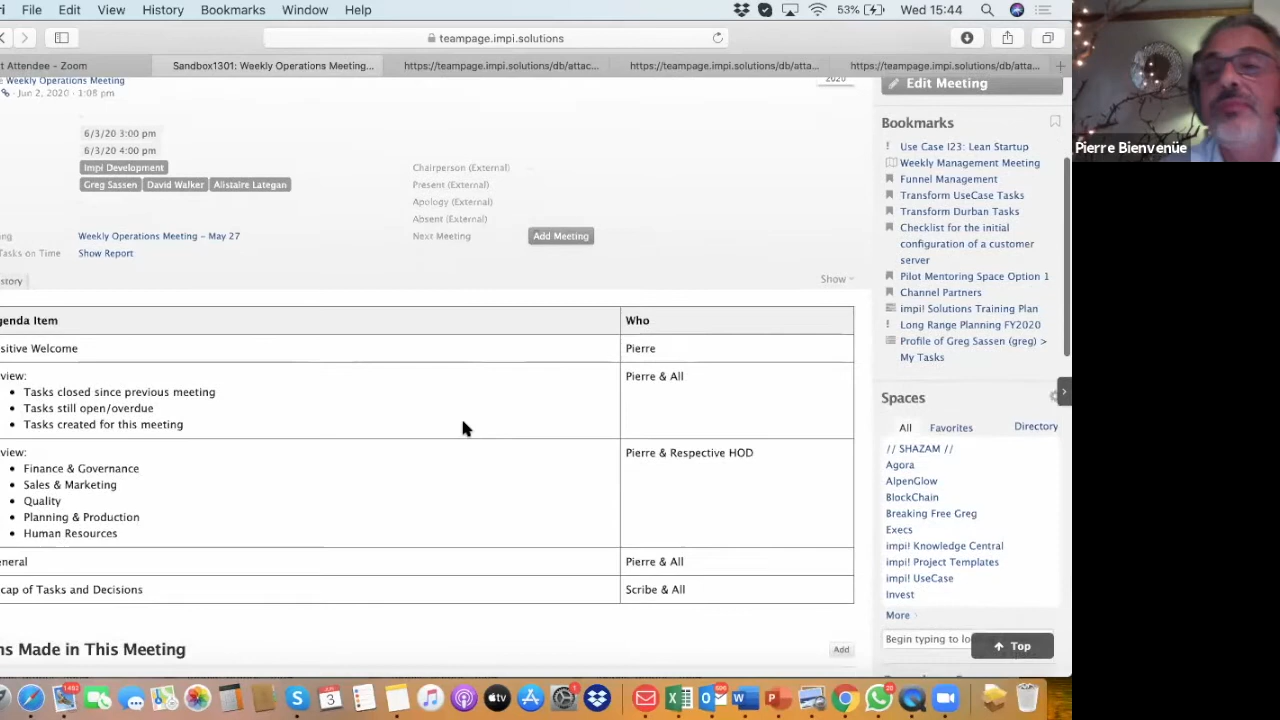 File Edit View History Bookmarks Window Help
53% Wed 15:44
teampage.impi.solutions
Attendee - Zoom
Sandbox1301: Weekly Operations Meeting...
https://teampage.impi.solutions/db/attac...
https://teampage.impi.solutions/db/atta...
https://teampage.impi.solutions/db/atta...
Weekly Operations Meeting
Jun 2, 2020 · 1:08 pm
2020
6/3/20 3:00 pm
6/3/20 4:00 pm
Impi Development
Greg Sassen David Walker Alistaire Lategan
Weekly Operations Meeting – May 27
Tasks on Time Show Report
Chairperson (External)
Present (External)
Apology (External)
Absent (External)
Next Meeting Add Meeting
story
Show
genda Item Who
sitive Welcome Pierre
view: Pierre & All
• Tasks closed since previous meeting
• Tasks still open/overdue
• Tasks created for this meeting
view: Pierre & Respective HOD
• Finance & Governance
• Sales & Marketing
• Quality
• Planning & Production
• Human Resources
eneral Pierre & All
cap of Tasks and Decisions Scribe & All
ns Made in This Meeting Add
Edit Meeting
Bookmarks
Use Case I23: Lean Startup
Weekly Management Meeting
Funnel Management
Transform UseCase Tasks
Transform Durban Tasks
Checklist for the initial
configuration of a customer
server
Pilot Mentoring Space Option 1
Channel Partners
impi! Solutions Training Plan
Long Range Planning FY2020
Profile of Greg Sassen (greg) >
My Tasks
Spaces
All Favorites Directory
// SHAZAM //
Agora
AlpenGlow
BlockChain
Breaking Free Greg
Execs
impi! Knowledge Central
impi! Project Templates
impi! UseCase
Invest
More
Begin typing to lo
Top
Pierre Bienvenüe